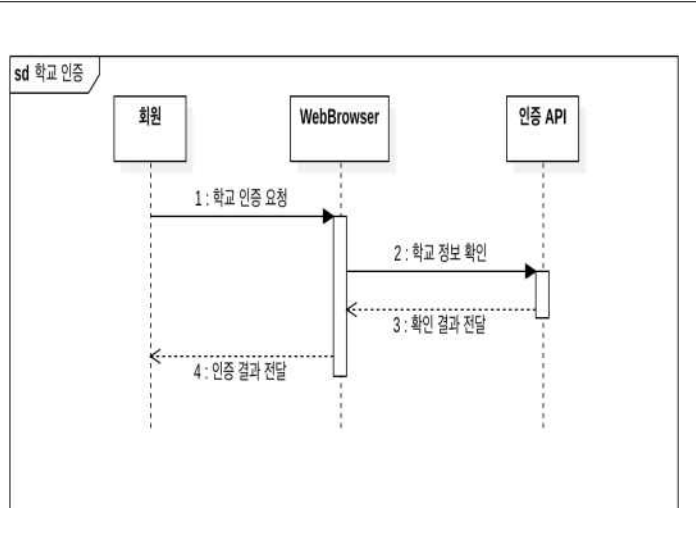 sd 학교 인증
회원
WebBrowser
인증 API
1 : 학교 인증 요청
2 : 학교 정보 확인
3 : 확인 결과 전달
4 : 인증 결과 전달